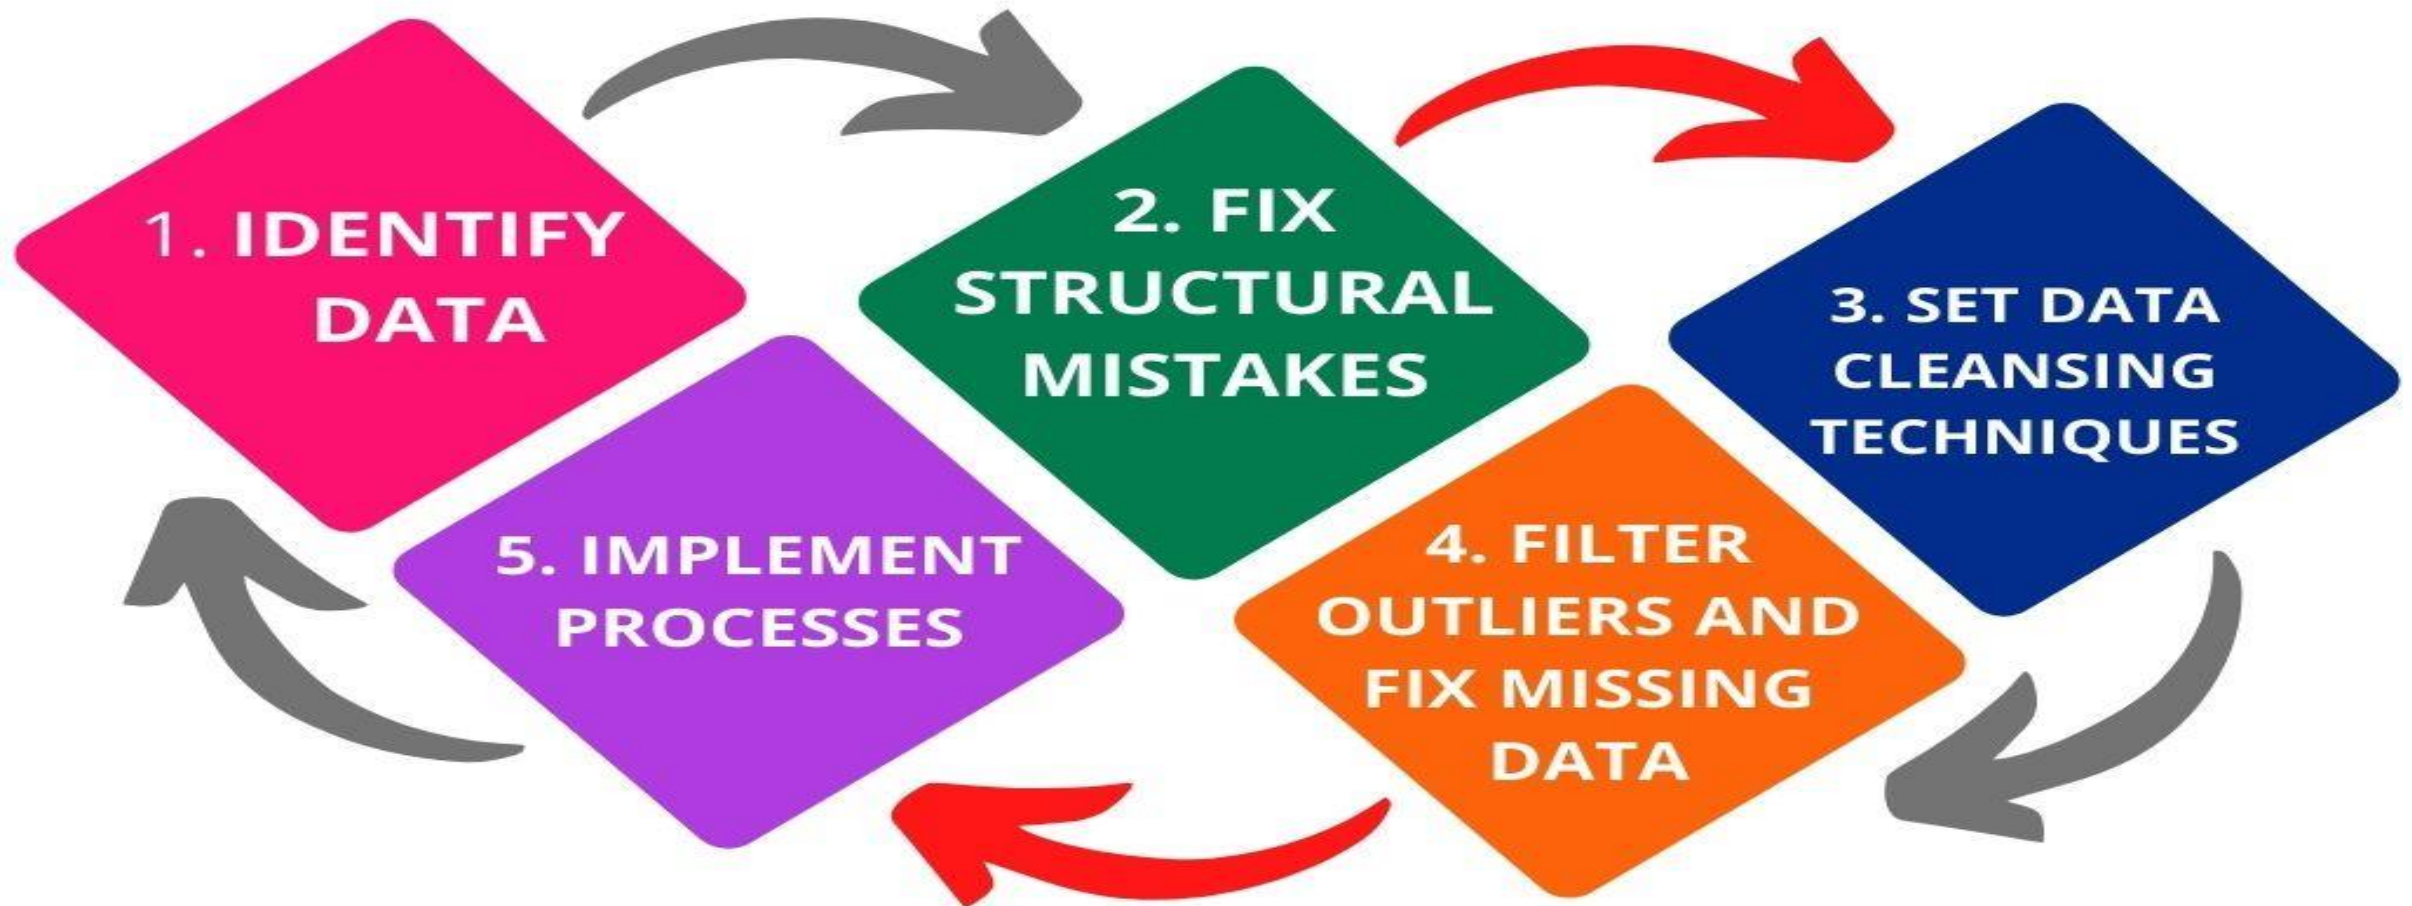 1. IDENTIFY
DATA
2. FIX
STRUCTURAL
MISTAKES
3. SET DATA
CLEANSING
TECHNIQUES
4. FILTER
OUTLIERS AND
FIX MISSING
DATA
5. IMPLEMENT
PROCESSES